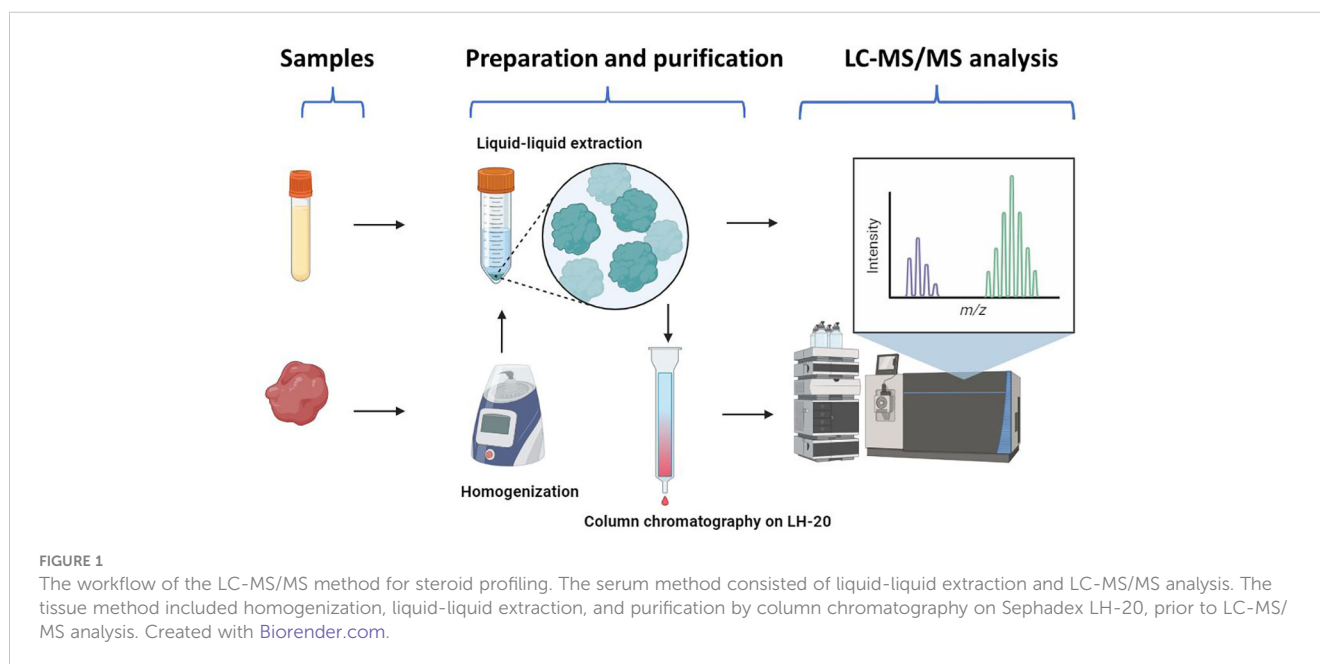 Samples
Preparation and purification
LC-MS/MS analysis
Liquid-liquid extraction
Intensity
m/z
Homogenization
Column chromatography on LH-20
FIGURE 1
The workflow of the LC-MS/MS method for steroid profiling. The serum method consisted of liquid-liquid extraction and LC-MS/MS analysis. The
tissue method included homogenization, liquid-liquid extraction, and purification by column chromatography on Sephadex LH-20, prior to LC-MS/
MS analysis. Created with Biorender.com.